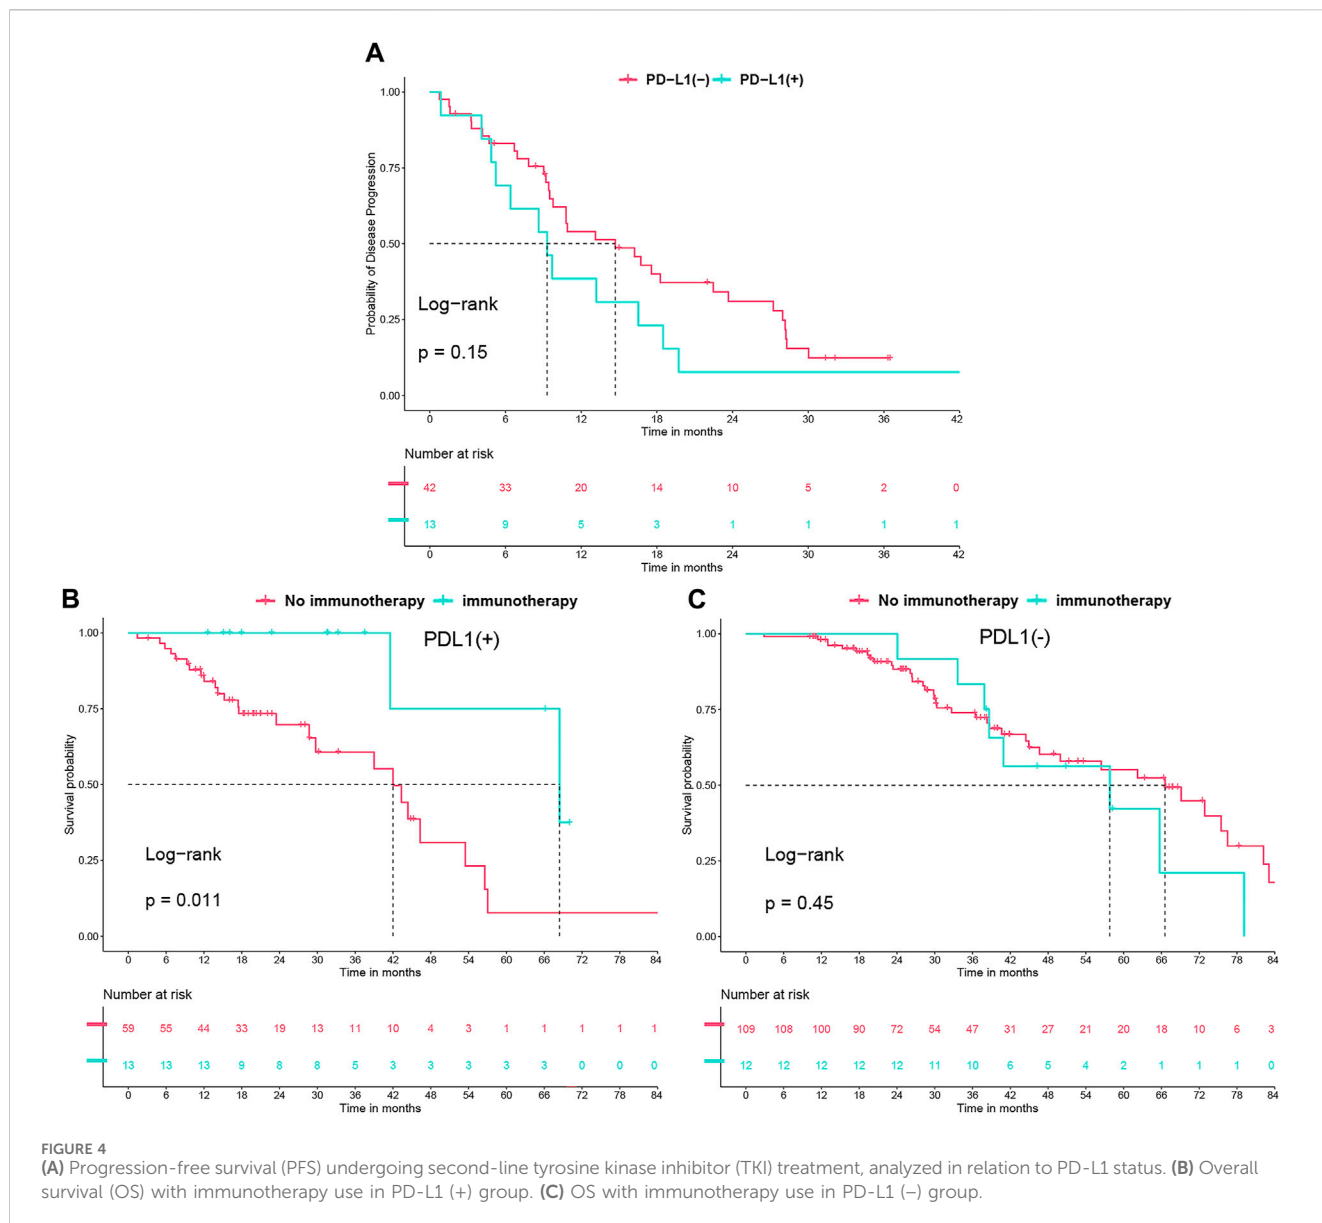 A
PD-L1(-) PD-L1(+)
1.00
0.75
0.50
0.25
0.00
Probability of Disease Progression
Log-rank
p = 0.15
0 6 12 18 24 30 36 42
Time in months
Number at risk
42 33 20 14 10 5 2 0
13 9 5 3 1 1 1 1
0 6 12 18 24 30 36 42
Time in months
B
No immunotherapy immunotherapy
PDL1(+)
1.00
0.75
0.50
0.25
0.00
Survival probability
Log-rank
p = 0.011
0 6 12 18 24 30 36 42 48 54 60 66 72 78 84
Time in months
Number at risk
59 55 44 33 19 13 11 10 4 3 1 1 1 1 1
13 13 13 9 8 8 5 3 3 3 3 3 0 0 0
0 6 12 18 24 30 36 42 48 54 60 66 72 78 84
Time in months
C
No immunotherapy immunotherapy
PDL1(-)
1.00
0.75
0.50
0.25
0.00
Survival probability
Log-rank
p = 0.45
0 6 12 18 24 30 36 42 48 54 60 66 72 78 84
Time in months
Number at risk
109 108 100 90 72 54 47 31 27 21 20 18 10 6 3
12 12 12 12 12 11 10 6 5 4 2 1 1 1 0
0 6 12 18 24 30 36 42 48 54 60 66 72 78 84
Time in months
FIGURE 4
(A) Progression-free survival (PFS) undergoing second-line tyrosine kinase inhibitor (TKI) treatment, analyzed in relation to PD-L1 status. (B) Overall
survival (OS) with immunotherapy use in PD-L1 (+) group. (C) OS with immunotherapy use in PD-L1 (–) group.